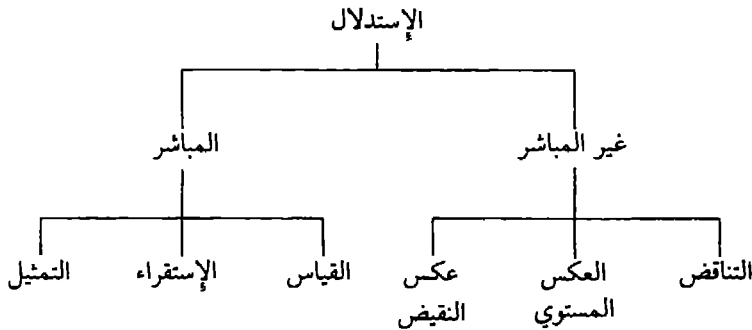 الإستدلال
غير المباشر
المباشر
التناقض
العكس المستوي
عكس النقيض
القياس
الإستقراء
التمثيل